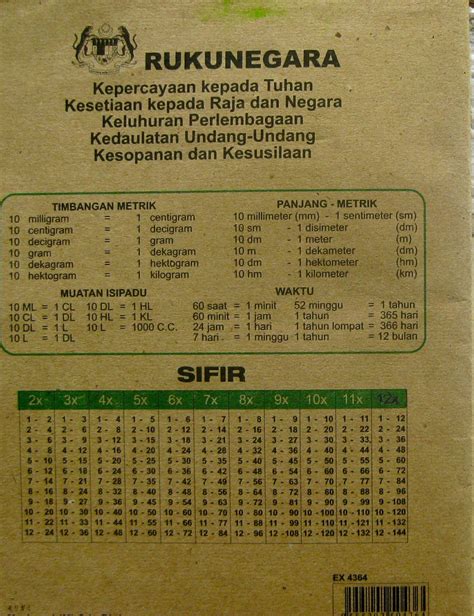 RUKUNEGARA
Kepercayaan kepada Tuhan
Kesetiaan kepada Raja dan Negara
Keluhuran Perlembagaan
Kedaulatan Undang-Undang
Kesopanan dan Kesusilaan
TIMBANGAN METRIK
10 milligram = 1 centigram
10 centigram = 1 decigram
10 decigram = 1 gram
10 gram = 1 dekagram
10 dekagram = 1 hektogram
10 hektogram = 1 kilogram
PANJANG - METRIK
10 millimeter (mm) - 1 sentimeter (sm)
10 sm - 1 disimeter (dm)
10 dm - 1 meter (m)
10 m - 1 dekameter (dm)
10 dm - 1 hektometer (hm)
10 hm - 1 kilometer (km)
MUATAN ISIPADU
10 ML = 1 CL 10 DL = 1 HL
10 CL = 1 DL 10 HL = 1 KL
10 DL = 1 L 10 L = 1000 C.C.
10 L = 1 DL
WAKTU
60 saat = 1 minit 52 minggu = 1 tahun
60 minit = 1 jam 1 tahun = 365 hari
24 jam = 1 hari 1 tahun lompat = 366 hari
7 hari = 1 minggu 1 tahun = 12 bulan
SIFIR
2x 3x 4x 5x 6x 7x 8x 9x 10x 11x 12x
1 - 2 1 - 3 1 - 4 1 - 5 1 - 6 1 - 7 1 - 8 1 - 9 1 - 10 1 - 11 1 - 12
2 - 4 2 - 6 2 - 8 2 - 10 2 - 12 2 - 14 2 - 16 2 - 18 2 - 20 2 - 22 2 - 24
3 - 6 3 - 9 3 - 12 3 - 15 3 - 18 3 - 21 3 - 24 3 - 27 3 - 30 3 - 33 3 - 36
4 - 8 4 - 12 4 - 16 4 - 20 4 - 24 4 - 28 4 - 32 4 - 36 4 - 40 4 - 44 4 - 48
5 - 10 5 - 15 5 - 20 5 - 25 5 - 30 5 - 35 5 - 40 5 - 45 5 - 50 5 - 55 5 - 60
6 - 12 6 - 18 6 - 24 6 - 30 6 - 36 6 - 42 6 - 48 6 - 54 6 - 60 6 - 66 6 - 72
7 - 14 7 - 21 7 - 28 7 - 35 7 - 42 7 - 49 7 - 56 7 - 63 7 - 70 7 - 77 7 - 84
8 - 16 8 - 24 8 - 32 8 - 40 8 - 48 8 - 56 8 - 64 8 - 72 8 - 80 8 - 88 8 - 96
9 - 18 9 - 27 9 - 36 9 - 45 9 - 54 9 - 63 9 - 72 9 - 81 9 - 90 9 - 99 9 - 108
10 - 20 10 - 30 10 - 40 10 - 50 10 - 60 10 - 70 10 - 80 10 - 90 10 - 100 10 - 110 10 - 120
11 - 22 11 - 33 11 - 44 11 - 55 11 - 66 11 - 77 11 - 88 11 - 99 11 - 110 11 - 121 11 - 132
12 - 24 12 - 36 12 - 48 12 - 60 12 - 72 12 - 84 12 - 96 12 - 108 12 - 120 12 - 132 12 - 144
EX 4364